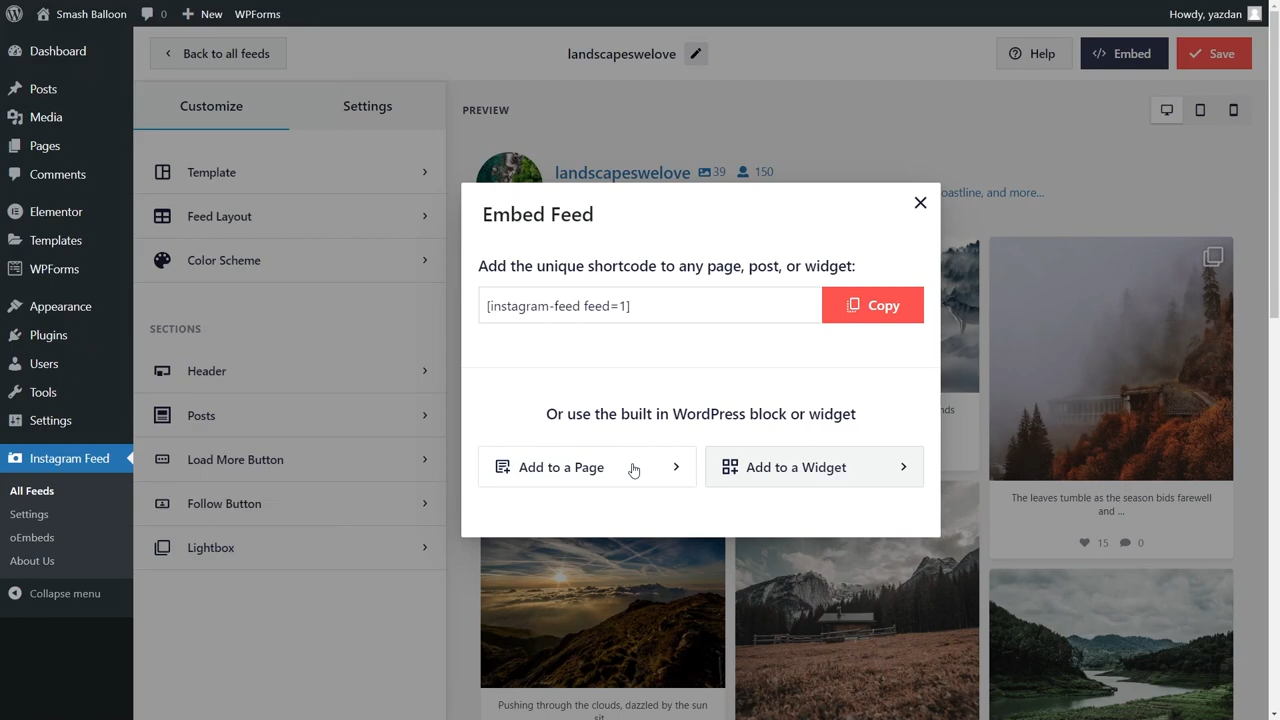 Smash Balloon
0
New
WPForms
Howdy, yazdan
Dashboard
Posts
Media
Pages
Comments
Elementor
Templates
WPForms
Appearance
Plugins
Users
Tools
Settings
Instagram Feed
All Feeds
Settings
oEmbeds
About Us
Collapse menu
Back to all feeds
landscapeswelove
Help
Embed
Save
Customize
Settings
Template
Feed Layout
Color Scheme
SECTIONS
Header
Posts
Load More Button
Follow Button
Lightbox
PREVIEW
landscapeswelove 39 150
oastline, and more...
Embed Feed
Add the unique shortcode to any page, post, or widget:
[instagram-feed feed=1]
Copy
Or use the built in WordPress block or widget
Add to a Page
Add to a Widget
nds
The leaves tumble as the season bids farewell
and ...
15 0
Pushing through the clouds, dazzled by the sun
sit